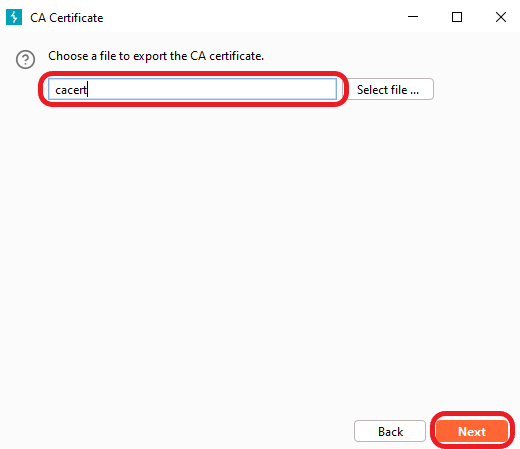 CA Certificate
Choose a file to export the CA certificate.
cacert
Select file ...
Back
Next